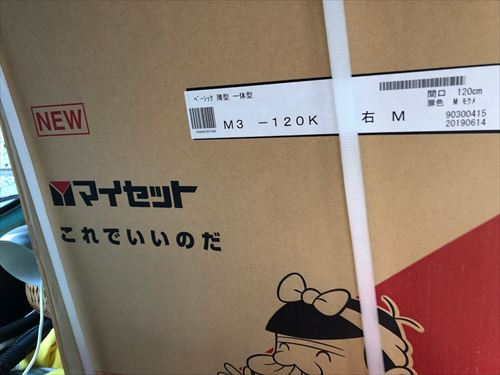 ベーシック 薄型 一体型
間口 120cm
扉色 M モクメ
M3 -120K 右 M
90300415
20190614
NEW
マイセット
これでいいのだ